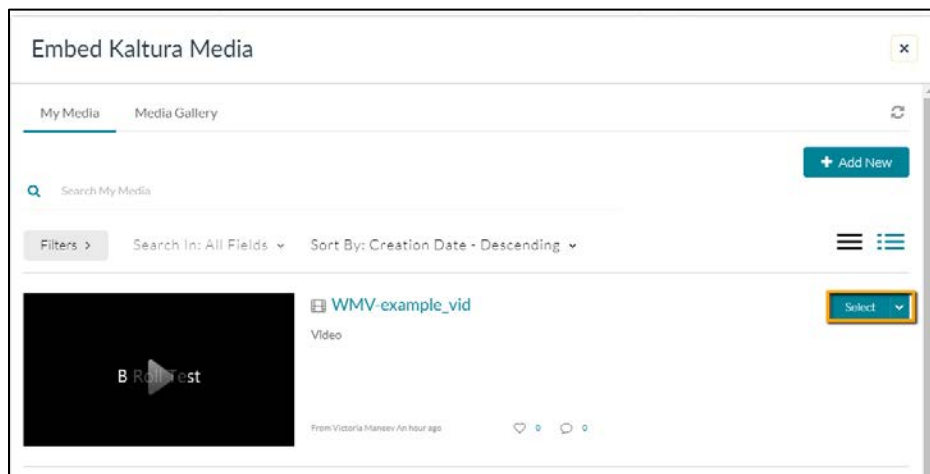 Embed Kaltura Media
My Media Media Gallery
+ Add New
Search My Media
Filters > Search In: All Fields Sort By: Creation Date - Descending
WMV-example_vid
Select
Video
B Roll Test
From Victoria An hour ago 0 0